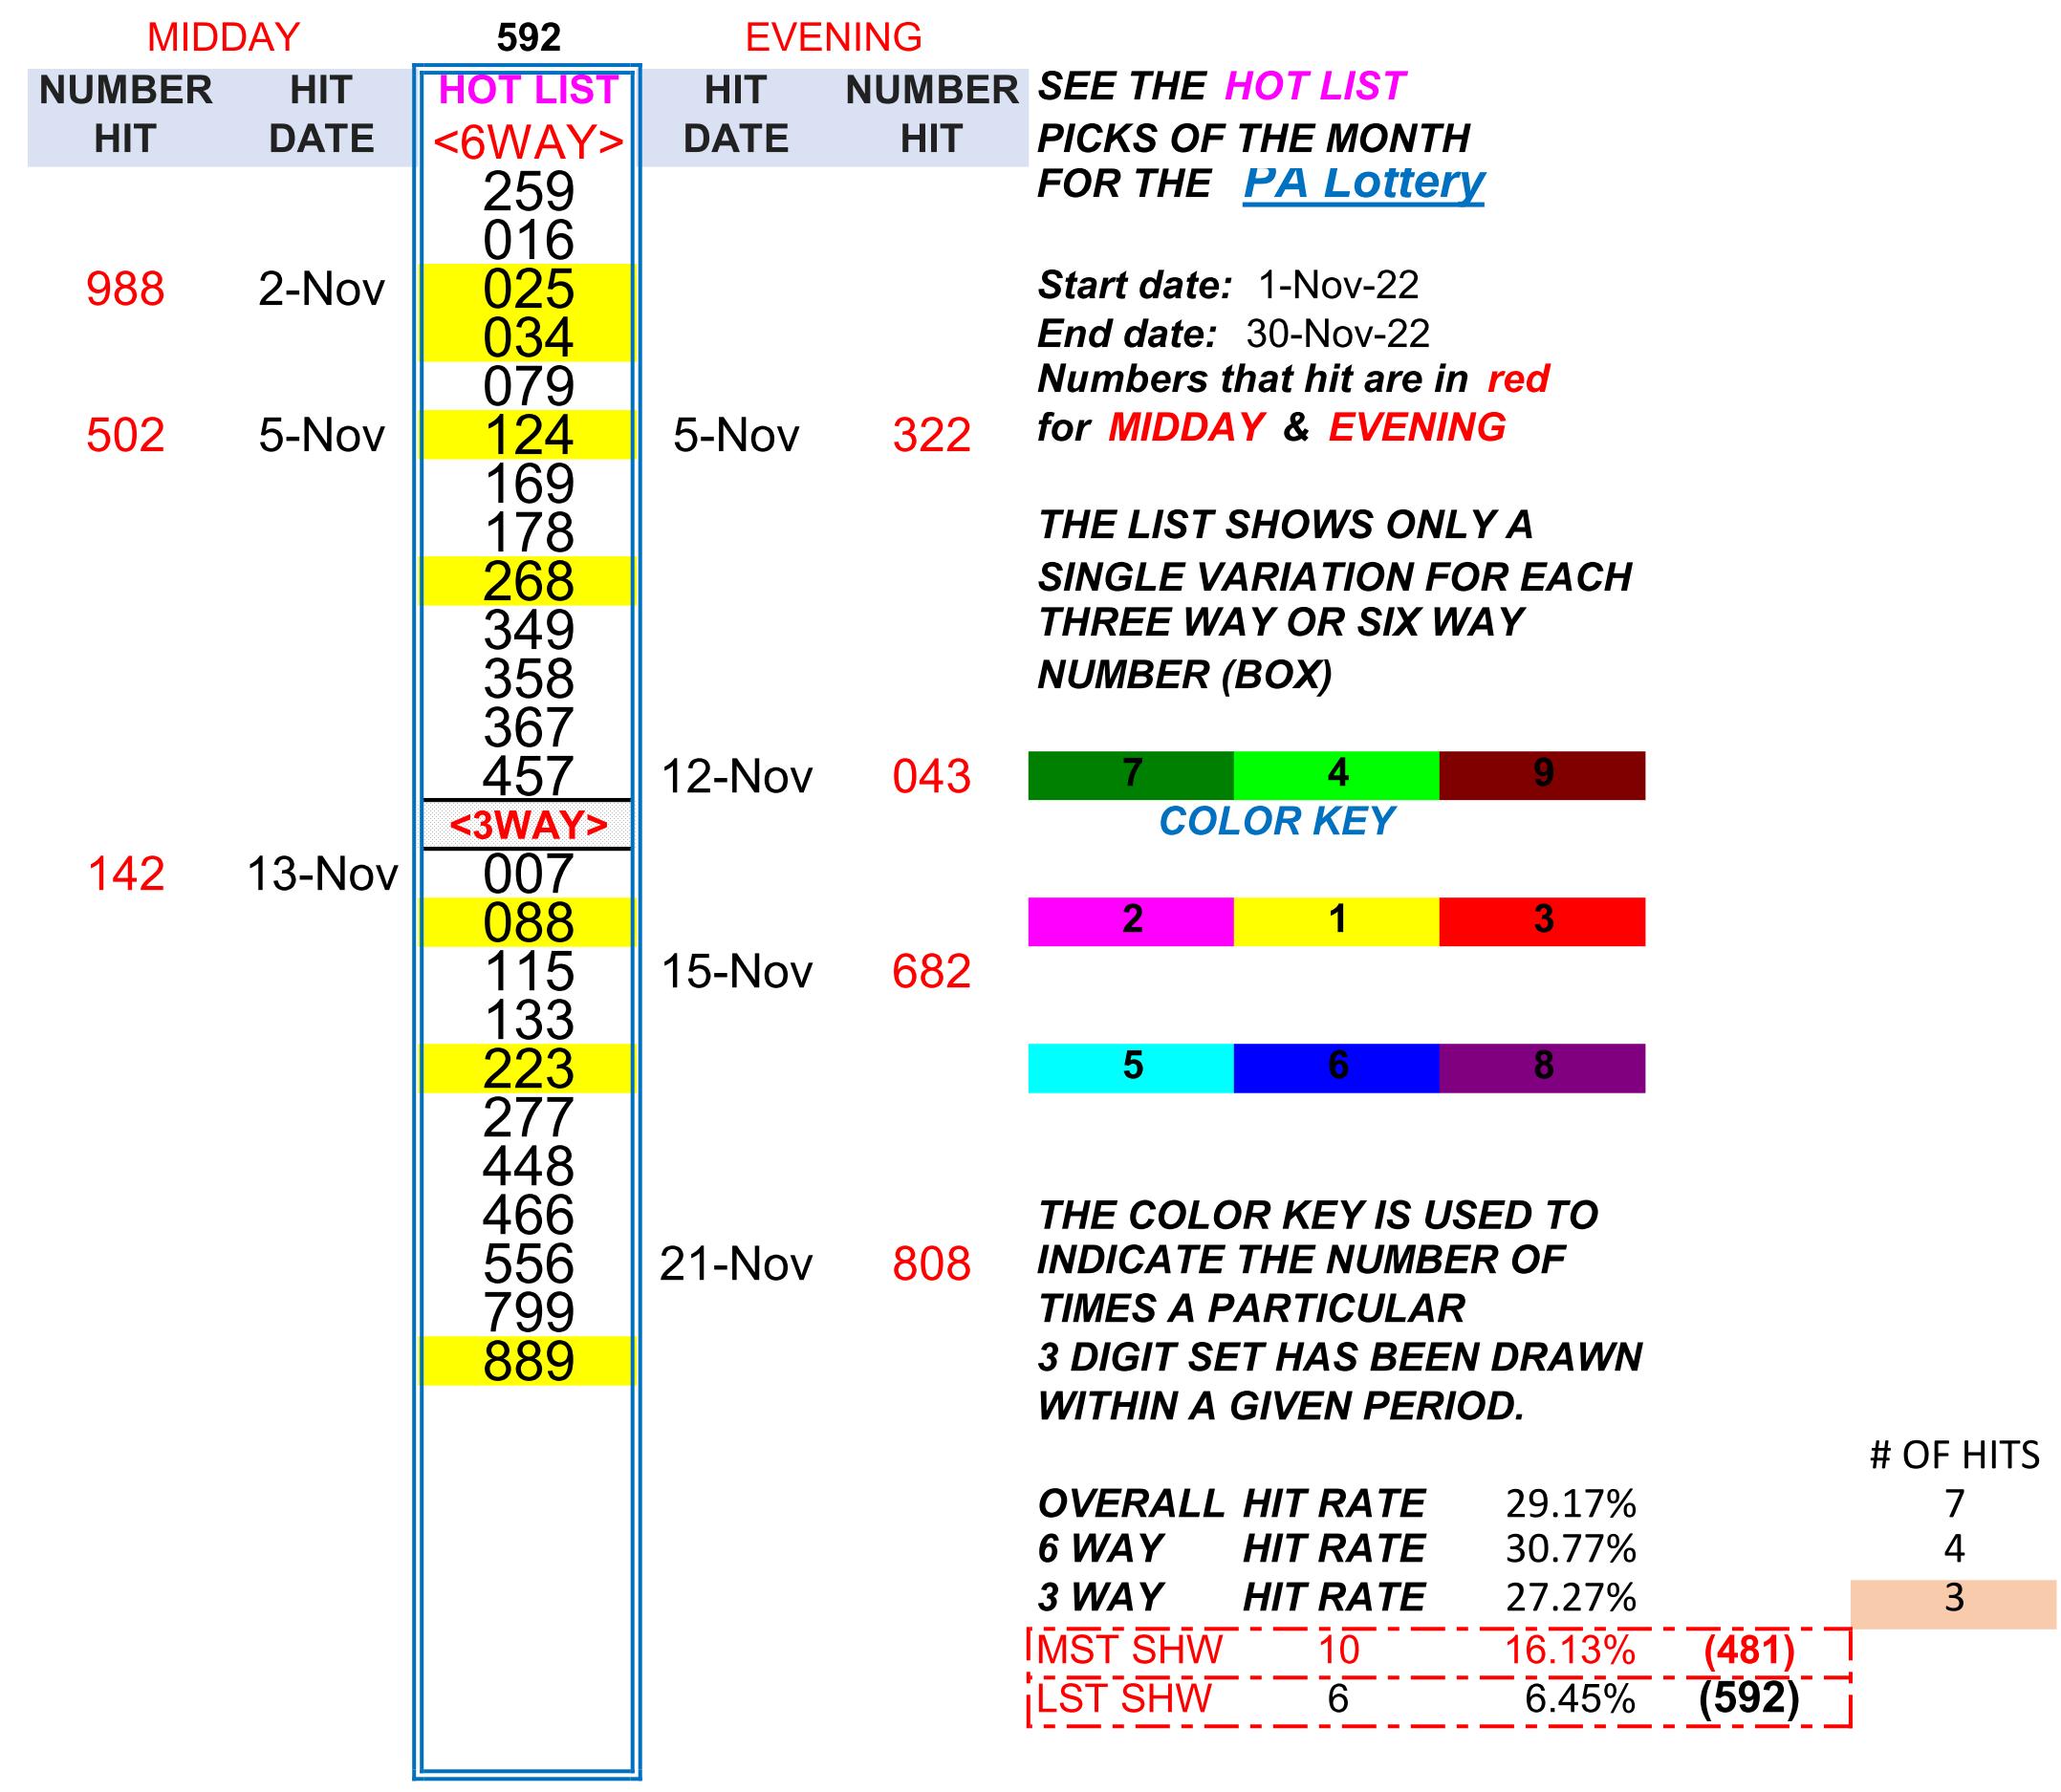 MIDDAY 592 EVENING
NUMBER HIT HOT LIST HIT NUMBER SEE THE HOT LIST
HIT DATE <6WAY> DATE HIT PICKS OF THE MONTH
259 FOR THE PA Lottery
016
988 2-Nov 025 Start date: 1-Nov-22
034 End date: 30-Nov-22
079 Numbers that hit are in red
502 5-Nov 124 5-Nov 322 for MIDDAY & EVENING
169
178 THE LIST SHOWS ONLY A
268 SINGLE VARIATION FOR EACH
349 THREE WAY OR SIX WAY
358 NUMBER (BOX)
367
457 12-Nov 043 7 4 9
<3WAY> COLOR KEY
142 13-Nov 007
088 2 1 3
115 15-Nov 682
133
223 5 6 8
277
448
466 THE COLOR KEY IS USED TO
556 21-Nov 808 INDICATE THE NUMBER OF
799 TIMES A PARTICULAR
889 3 DIGIT SET HAS BEEN DRAWN
WITHIN A GIVEN PERIOD.
# OF HITS
OVERALL HIT RATE 29.17% 7
6 WAY HIT RATE 30.77% 4
3 WAY HIT RATE 27.27% 3
MST SHW 10 16.13% (481)
LST SHW 6 6.45% (592)